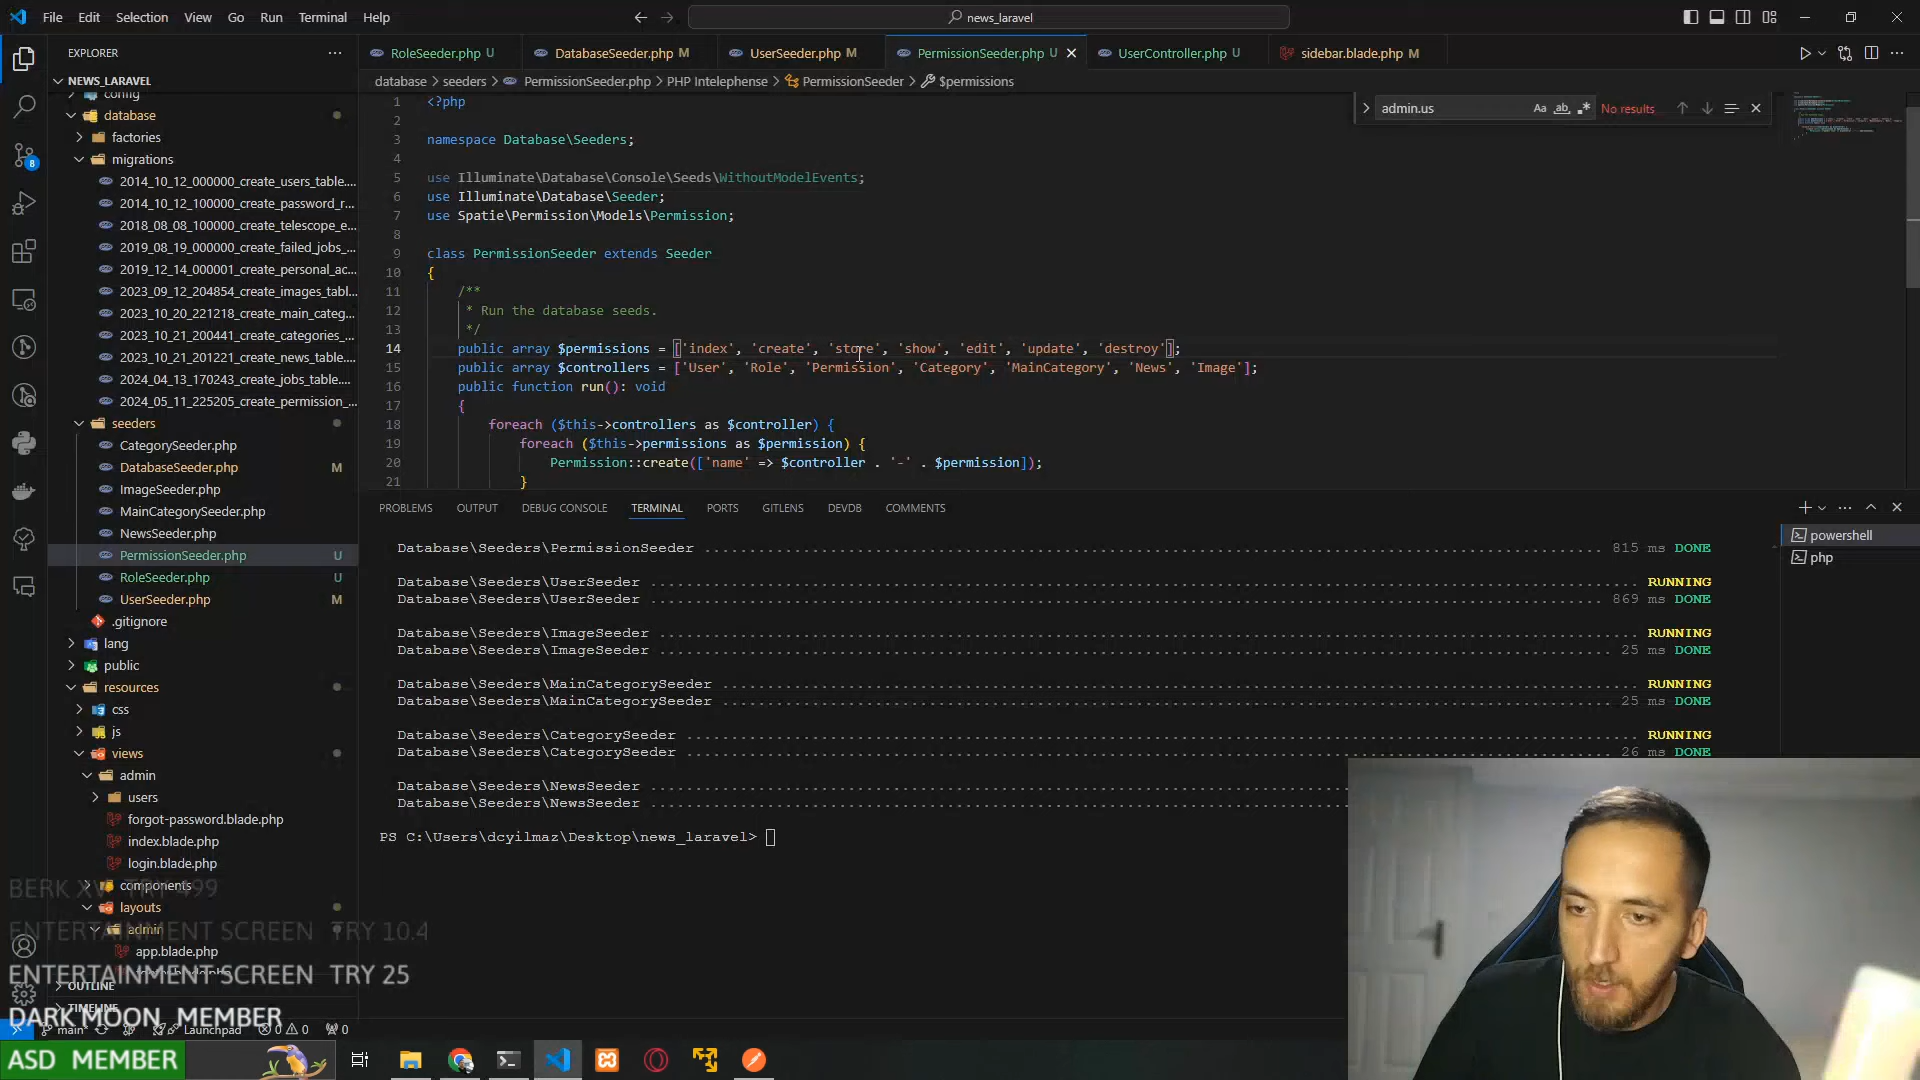 File Edit Selection View Go Run Terminal Help
news_laravel
EXPLORER
NEWS_LARAVEL
config
database
factories
migrations
2014_10_12_000000_create_users_table....
2014_10_12_100000_create_password_r...
2018_08_08_100000_create_telescope_e...
2019_08_19_000000_create_failed_jobs_...
2019_12_14_000001_create_personal_ac...
2023_09_12_204854_create_images_tabl...
2023_10_20_221218_create_main_categ...
2023_10_21_200441_create_categories_...
2023_10_21_201221_create_news_table....
2024_04_13_170243_create_jobs_table....
2024_05_11_225205_create_permission_...
seeders
CategorySeeder.php
DatabaseSeeder.php M
ImageSeeder.php
MainCategorySeeder.php
NewsSeeder.php
PermissionSeeder.php U
RoleSeeder.php U
UserSeeder.php M
.gitignore
lang
public
resources
css
js
views
admin
users
forgot-password.blade.php
index.blade.php
login.blade.php
components
layouts
admin
app.blade.php
OUTLINE
TIMELINE
8
RoleSeeder.php U
DatabaseSeeder.php M
UserSeeder.php M
PermissionSeeder.php U
UserController.php U
sidebar.blade.php M
database > seeders > PermissionSeeder.php > PHP Intelephense > PermissionSeeder > $permissions
admin.us Aa ab No results
1 <?php
2
3 namespace Database\Seeders;
4
5 use Illuminate\Database\Console\Seeds\WithoutModelEvents;
6 use Illuminate\Database\Seeder;
7 use Spatie\Permission\Models\Permission;
8
9 class PermissionSeeder extends Seeder
10 {
11 /**
12 * Run the database seeds.
13 */
14 public array $permissions = ['index', 'create', 'store', 'show', 'edit', 'update', 'destroy'];
15 public array $controllers = ['User', 'Role', 'Permission', 'Category', 'MainCategory', 'News', 'Image'];
16 public function run(): void
17 {
18 foreach ($this->controllers as $controller) {
19 foreach ($this->permissions as $permission) {
20 Permission::create(['name' => $controller . '-' . $permission]);
21 }
PROBLEMS OUTPUT DEBUG CONSOLE TERMINAL PORTS GITLENS DEVDB COMMENTS
Database\Seeders\PermissionSeeder 815 ms DONE
Database\Seeders\UserSeeder RUNNING
Database\Seeders\UserSeeder 869 ms DONE
Database\Seeders\ImageSeeder RUNNING
Database\Seeders\ImageSeeder 25 ms DONE
Database\Seeders\MainCategorySeeder RUNNING
Database\Seeders\MainCategorySeeder 25 ms DONE
Database\Seeders\CategorySeeder RUNNING
Database\Seeders\CategorySeeder 26 ms DONE
Database\Seeders\NewsSeeder
Database\Seeders\NewsSeeder
PS C:\Users\dcyilmaz\Desktop\news_laravel>
powershell
php
BERK XV TRY 499
ENTERTAINMENT SCREEN TRY 10.4
ENTERTAINMENT SCREEN TRY 25
DARK MOON MEMBER
main* Launchpad 0 0 0
ASD MEMBER